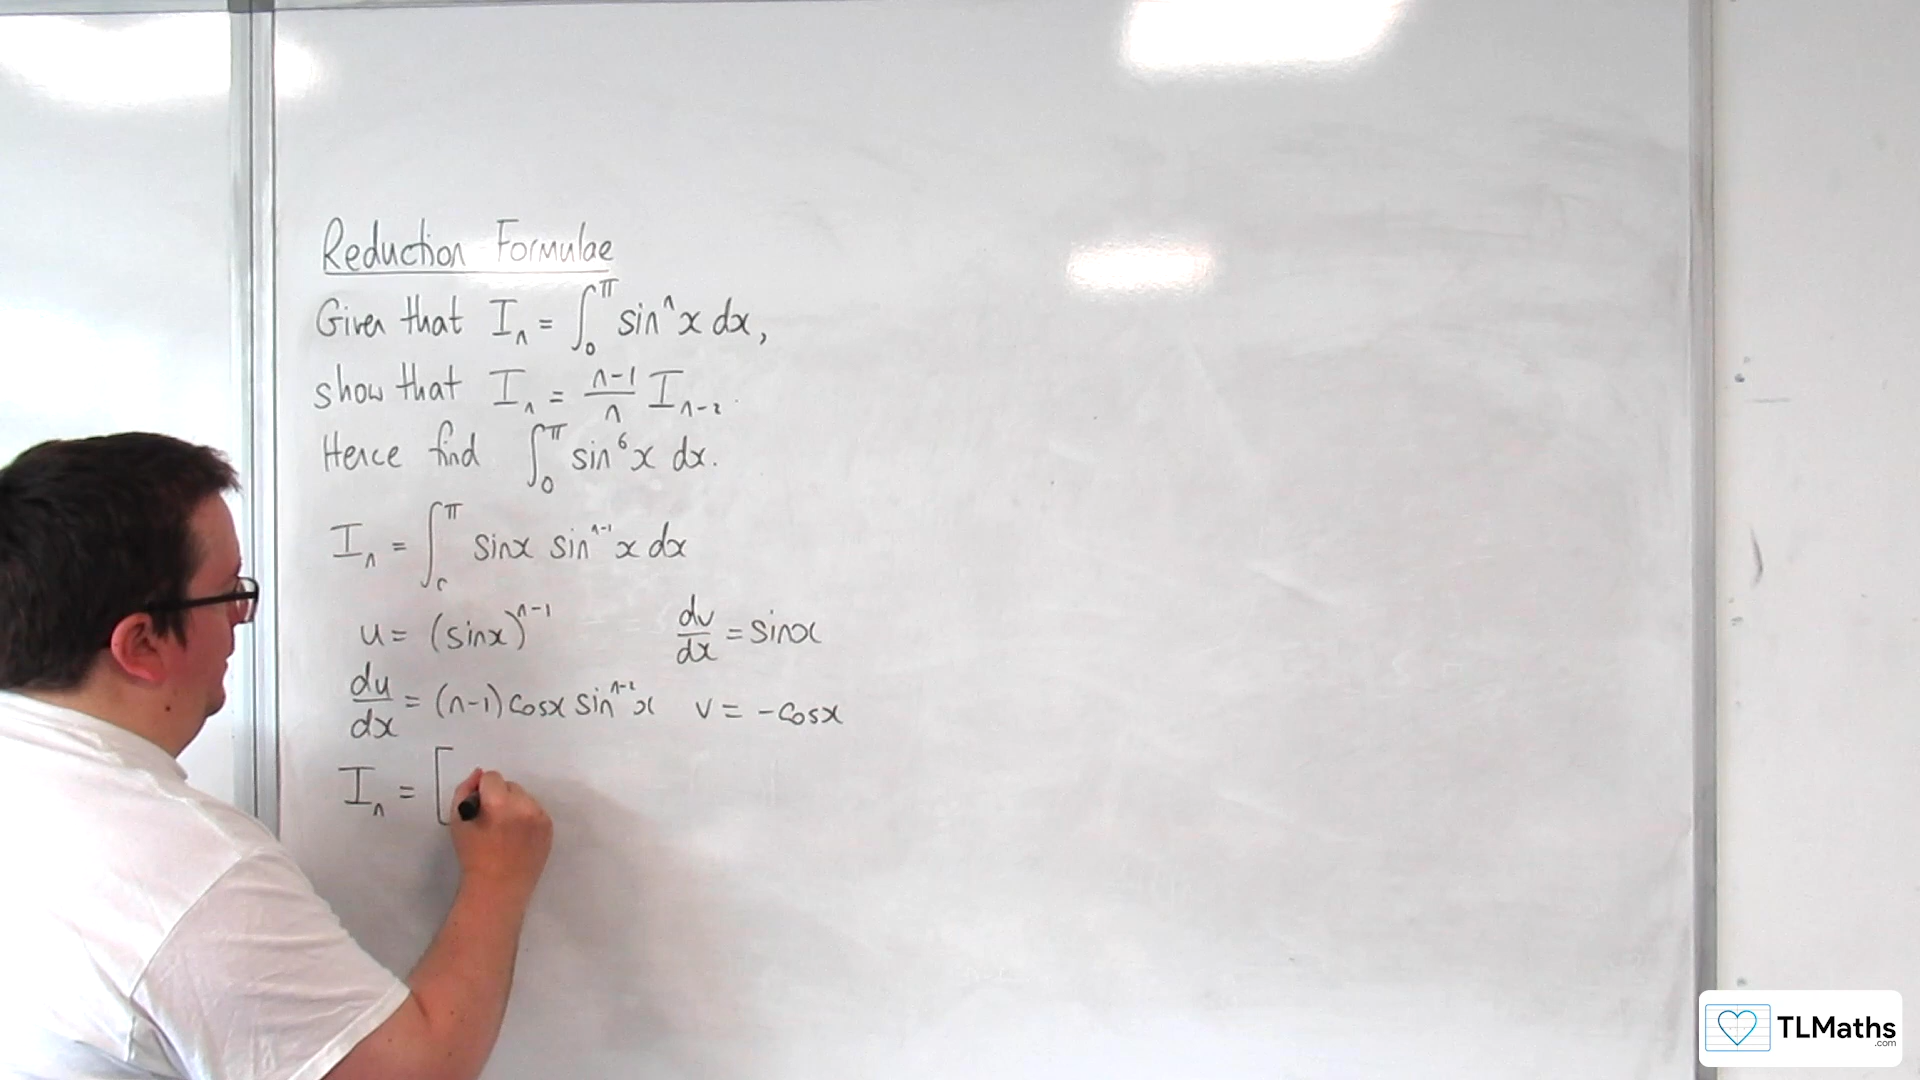 Reduction Formulae
Given that Iₙ = ∫₀^π sinⁿx dx,
show that Iₙ = (n-1)/n Iₙ₋₂.
Hence find ∫₀^π sin⁶x dx.
Iₙ = ∫₀^π sinx sinⁿ⁻¹x dx
u = (sinx)ⁿ⁻¹ dv/dx = sinx
du/dx = (n-1)cosx sinⁿ⁻²x v = -cosx
Iₙ = [
TLMaths
.com